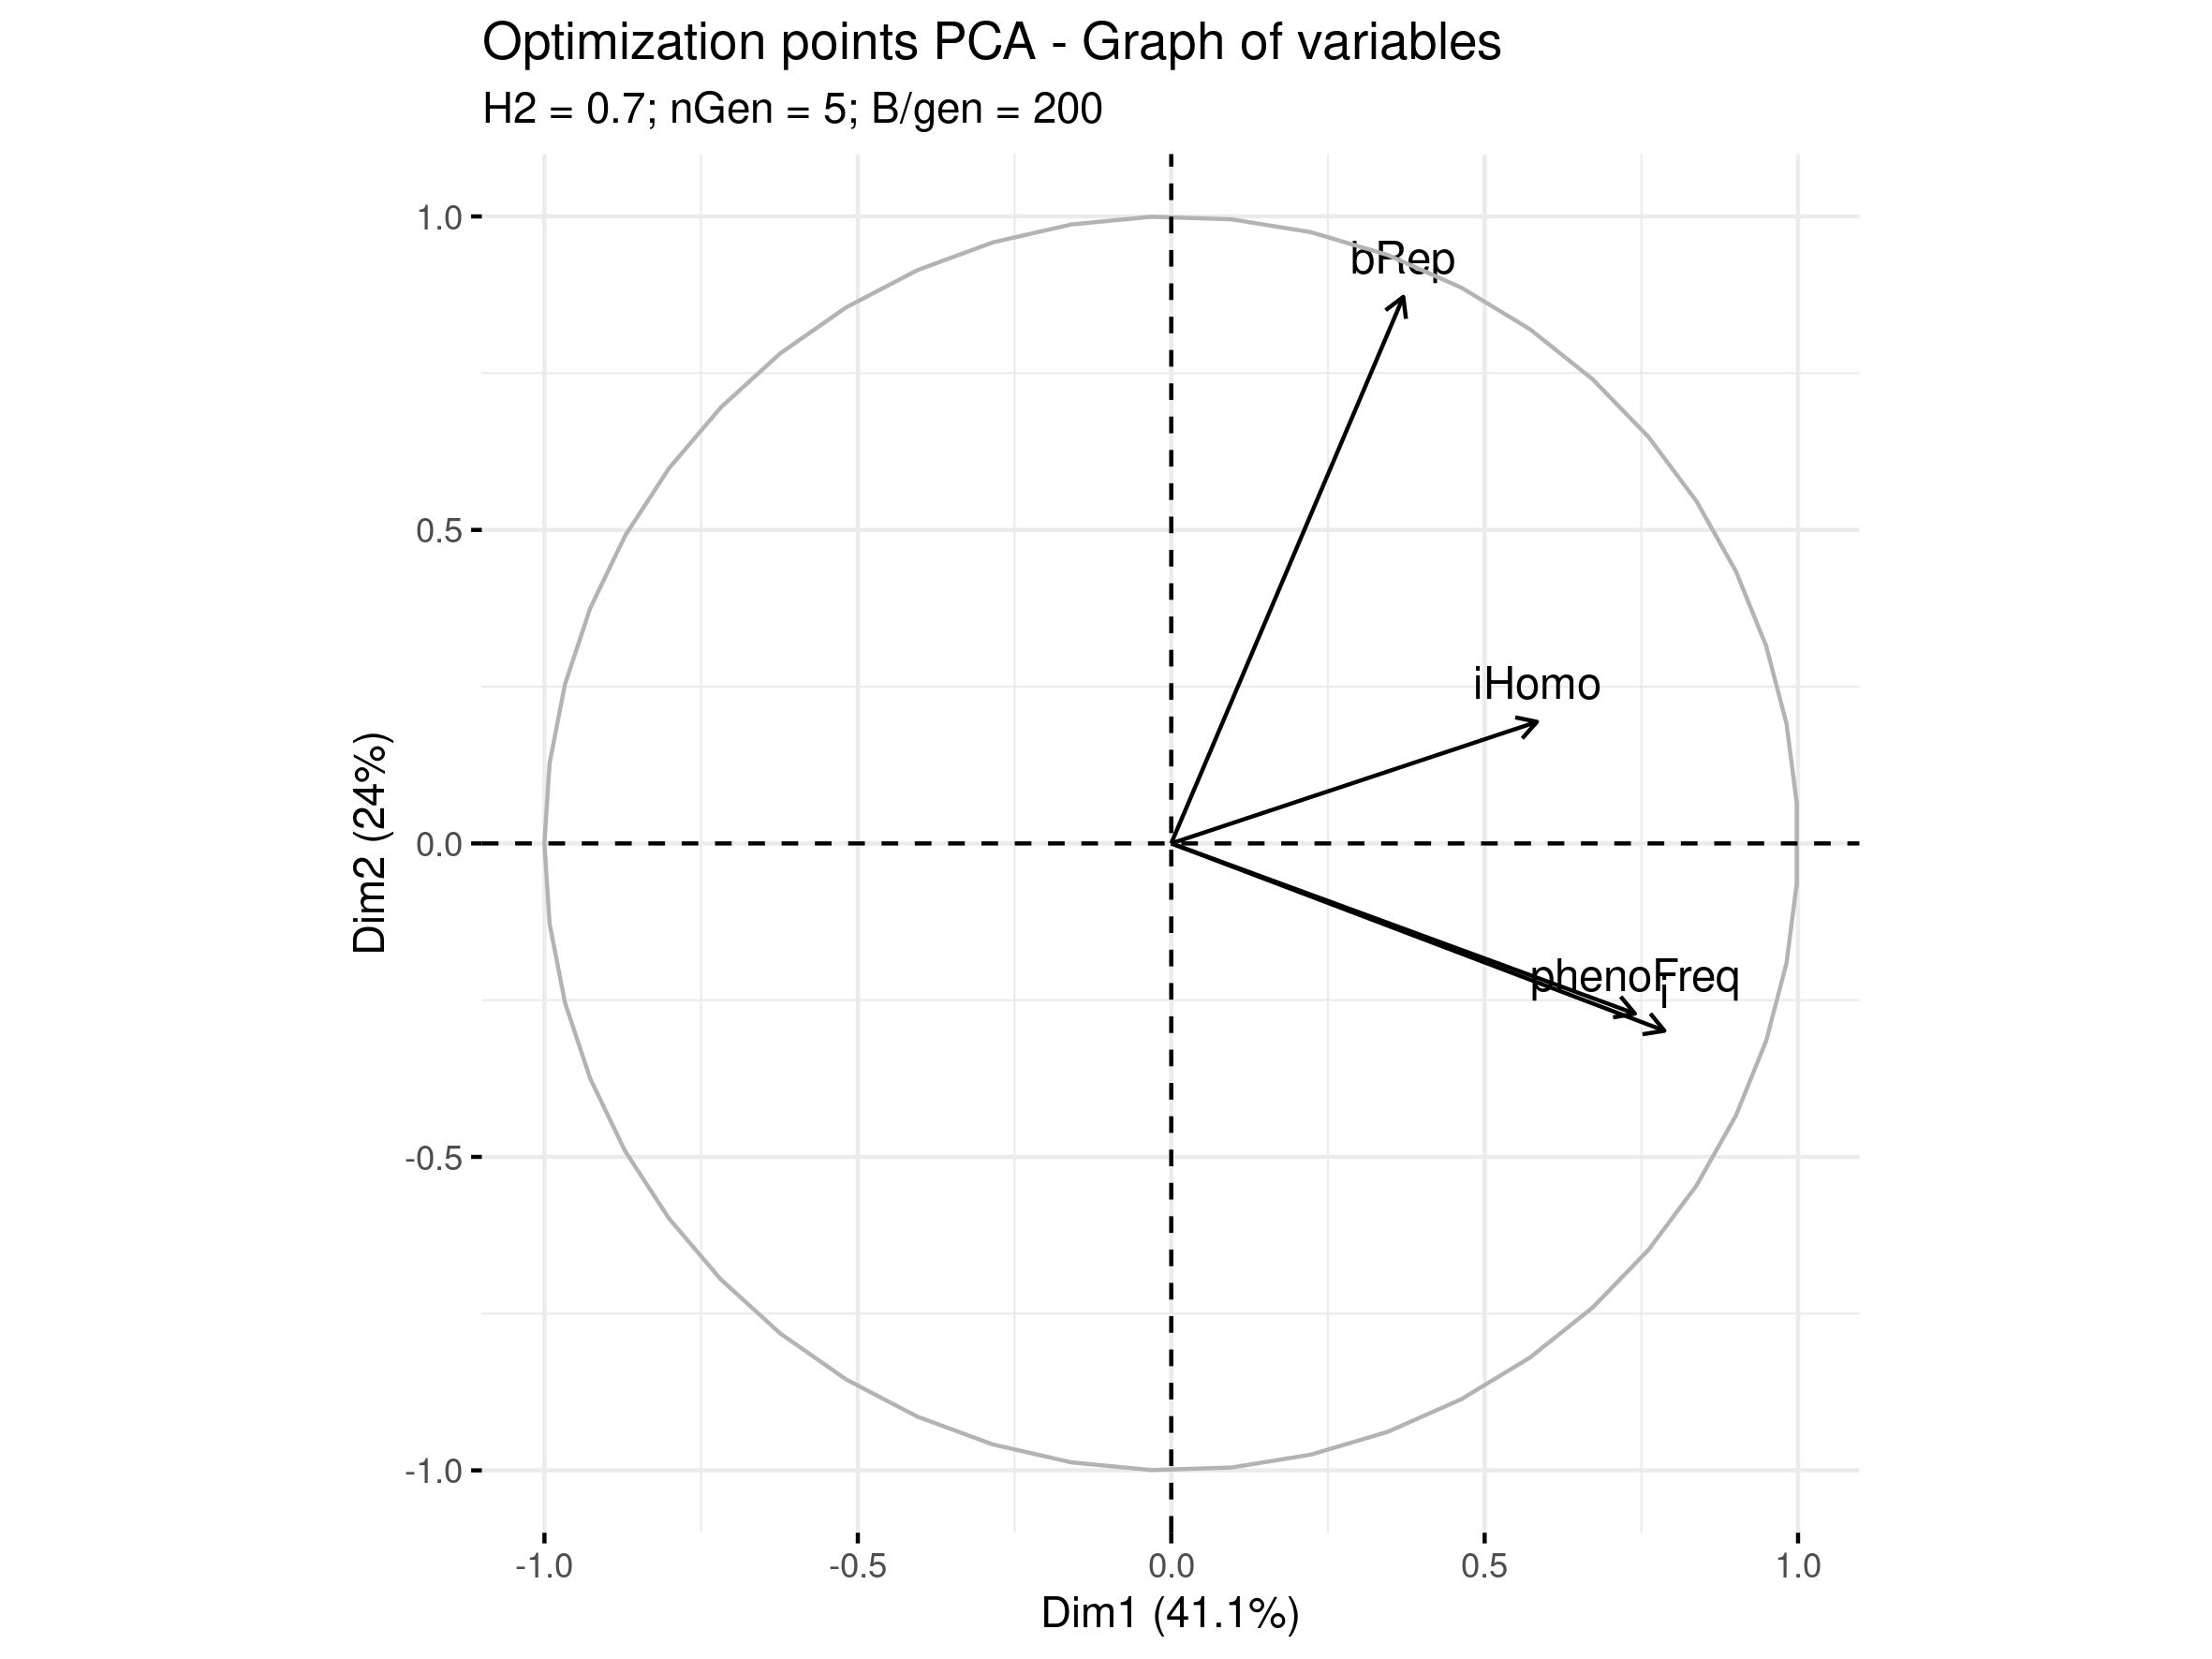 Optimization points PCA - Graph of variables
H2 = 0.7; nGen = 5; B/gen = 200
1.0
0.5
0.0
-0.5
-1.0
Dim2 (24%)
bRep
iHomo
phenoFreq
i
-1.0
-0.5
0.0
0.5
1.0
Dim1 (41.1%)